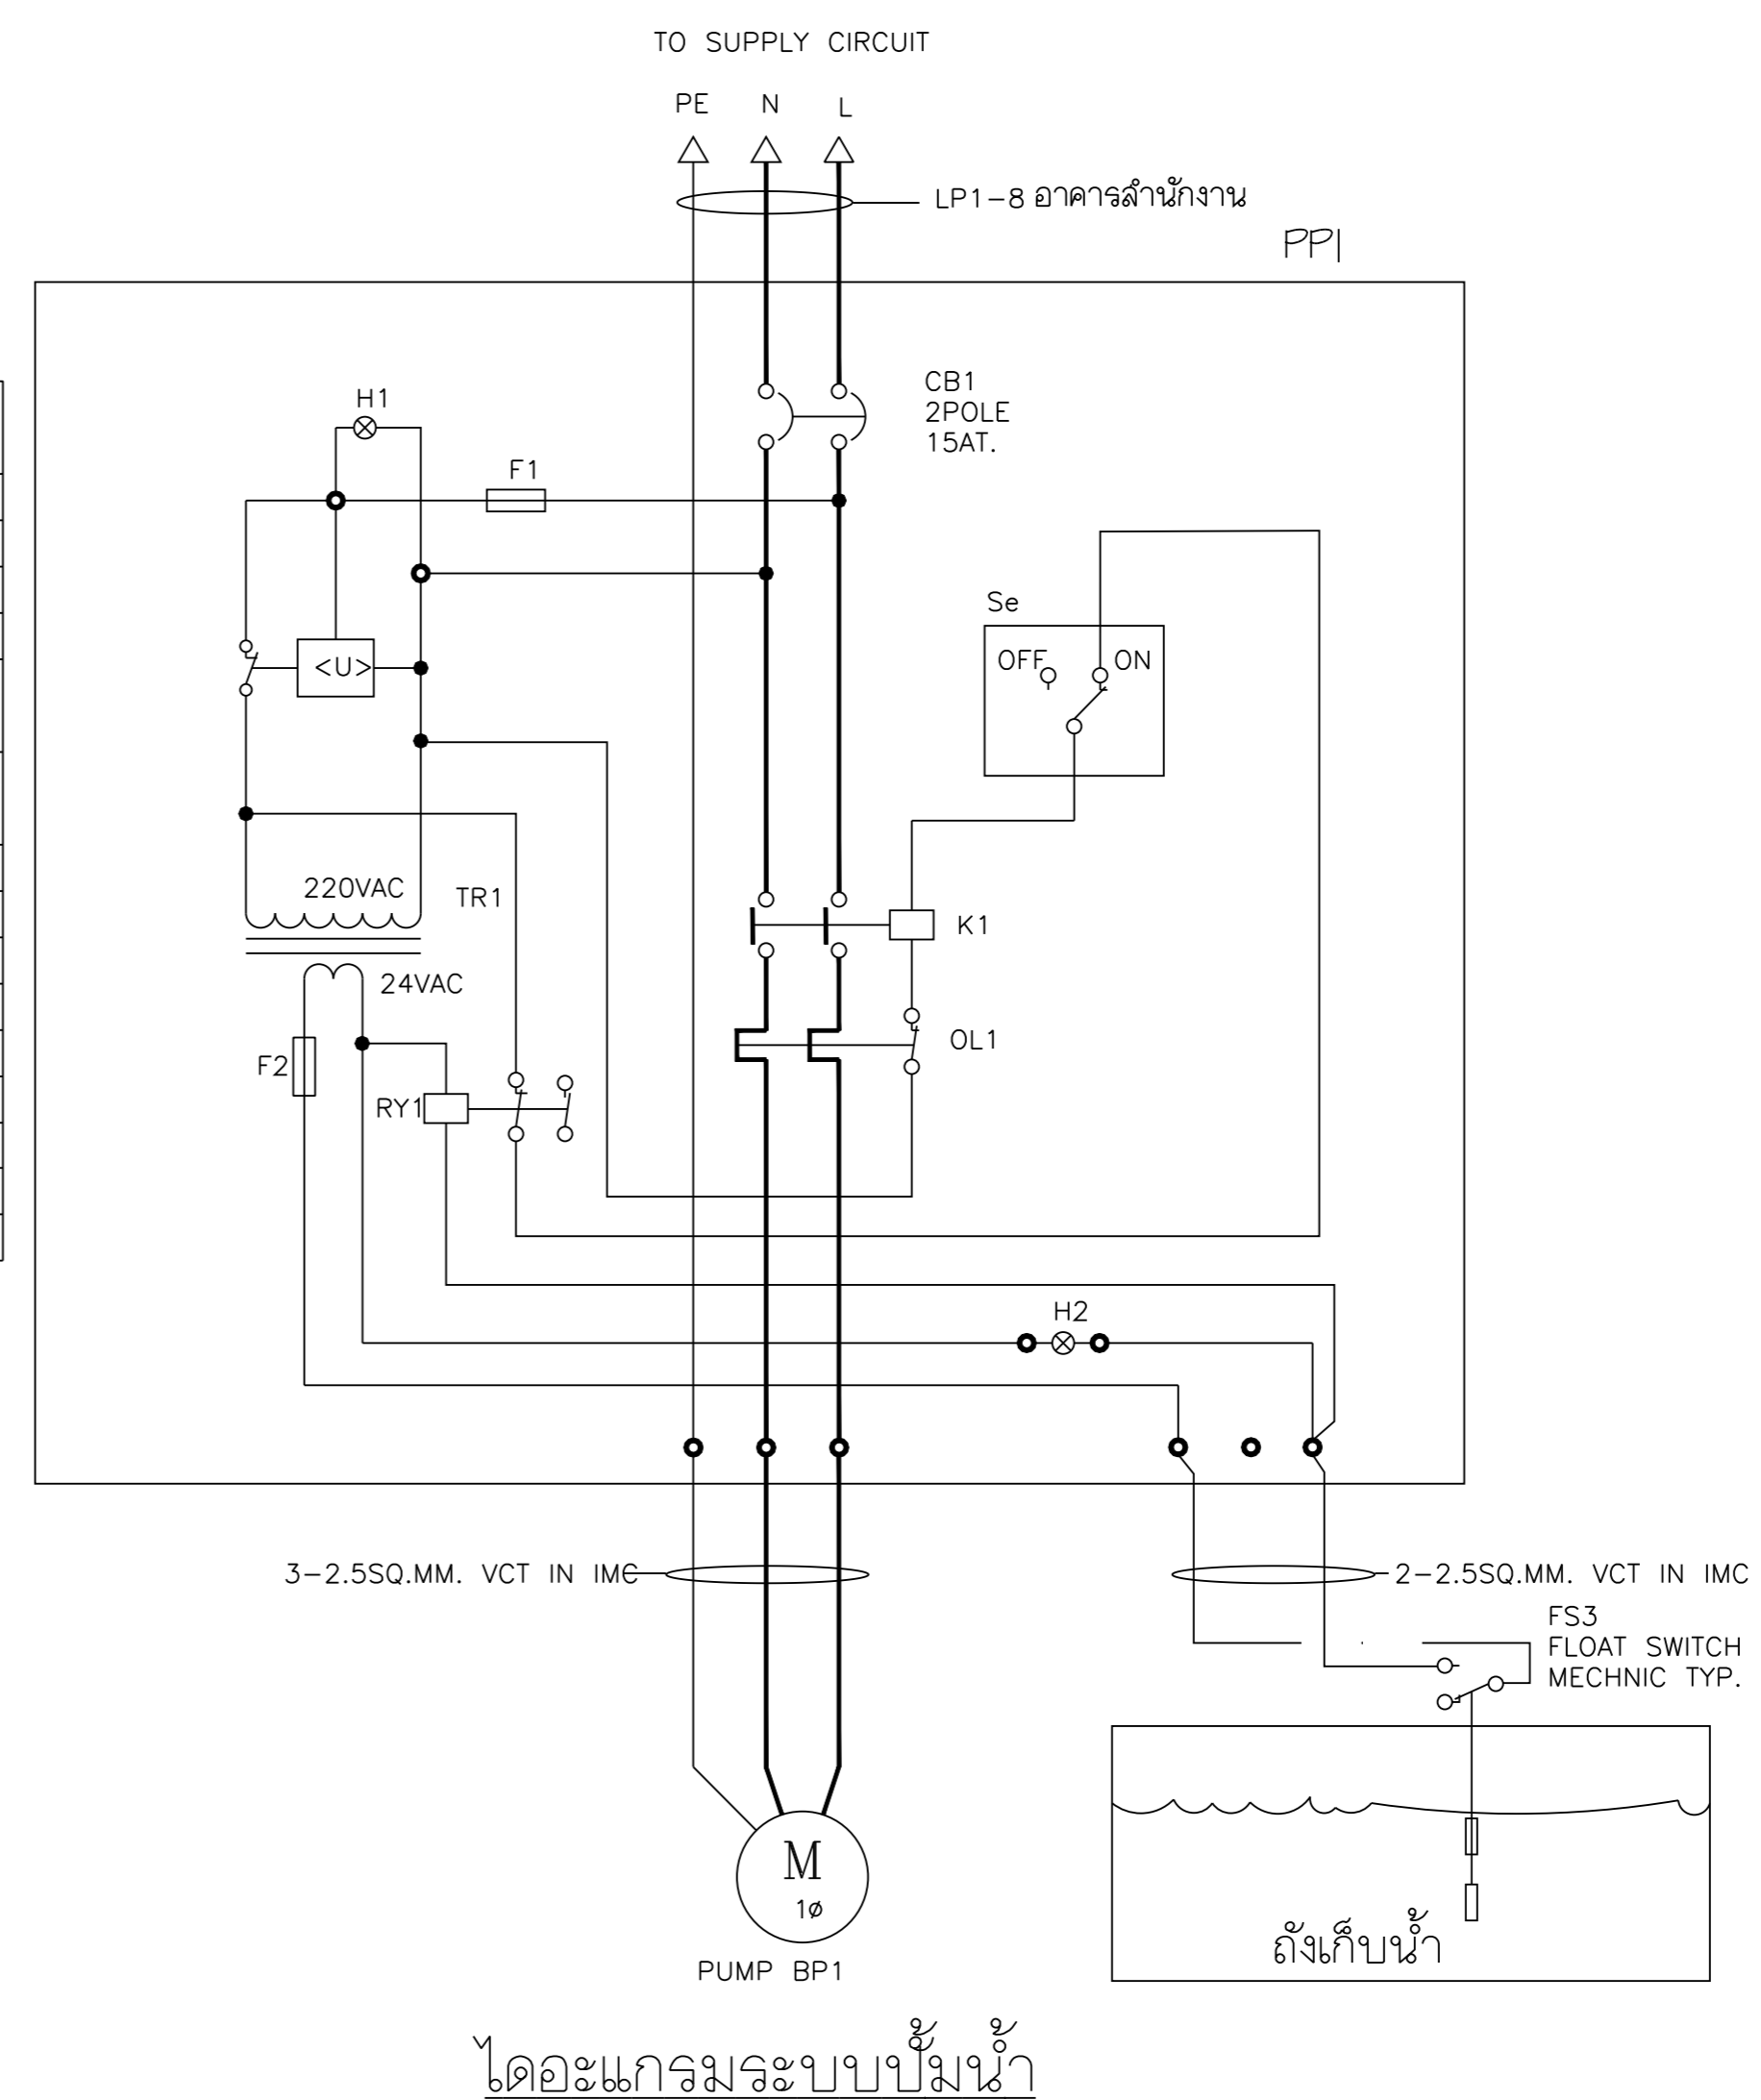 TO SUPPLY CIRCUIT
PE N L
LP1-8 อาคารสำนักงาน
PP1
CB1
2POLE
15AT.
H1
F1
Se
OFF ON
<U>
220VAC TR1
K1
24VAC
OL1
F2
RY1
H2
3-2.5SQ.MM. VCT IN IMC
2-2.5SQ.MM. VCT IN IMC
FS3
FLOAT SWITCH
MECHNIC TYP.
M
1ø
ถังเก็บน้ำ
PUMP BP1
ไดอะแกรมระบบปั้มน้ำ